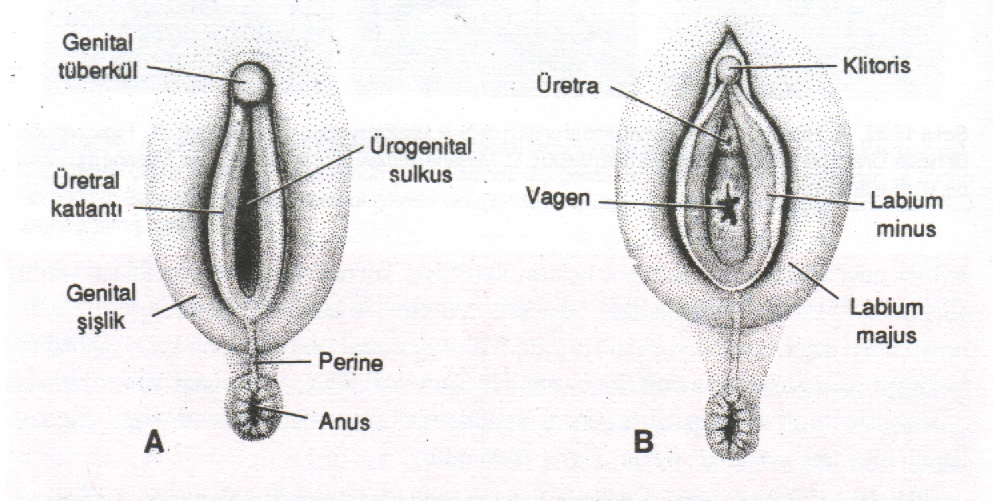 Genital
tüberkül
Ürogenital
sulkus
Üretral
katlantı
Genital
şişlik
Perine
Anus
A
Klitoris
Üretra
Vagen
Labium
minus
Labium
majus
B